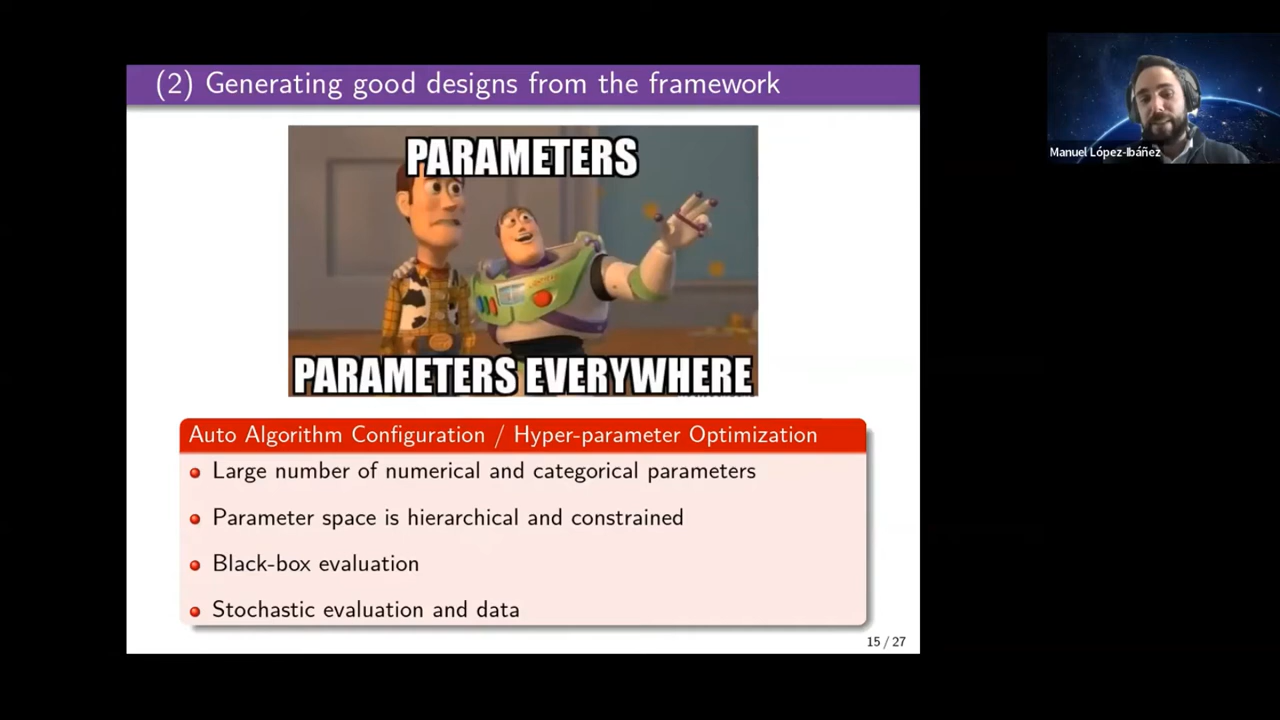 (2) Generating good designs from the framework
PARAMETERS
PARAMETERS EVERYWHERE
Auto Algorithm Configuration / Hyper-parameter Optimization
Large number of numerical and categorical parameters
Parameter space is hierarchical and constrained
Black-box evaluation
Stochastic evaluation and data
15 / 27
Manuel López-Ibáñez